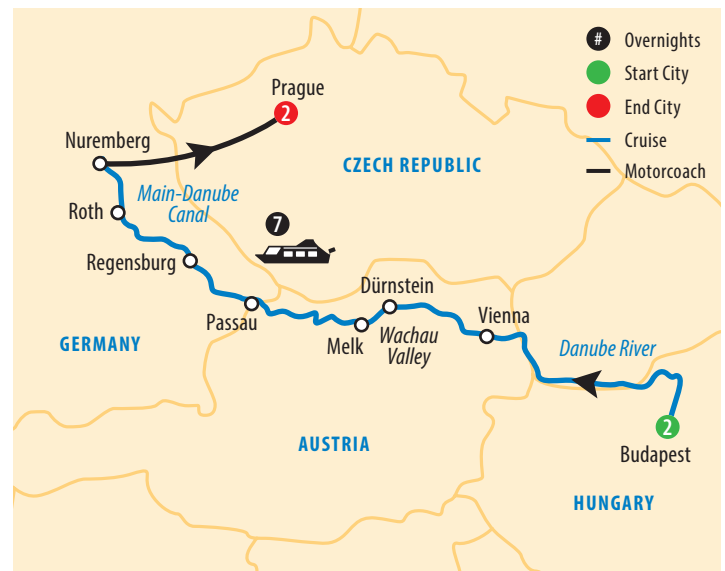 # Overnights
Start City
End City
Cruise
Motorcoach
Prague
2
Nuremberg
CZECH REPUBLIC
Main-Danube
Canal
Roth
7
Regensburg
Dürnstein
Passau
Vienna
Melk
Wachau
Valley
GERMANY
Danube River
2
Budapest
AUSTRIA
HUNGARY